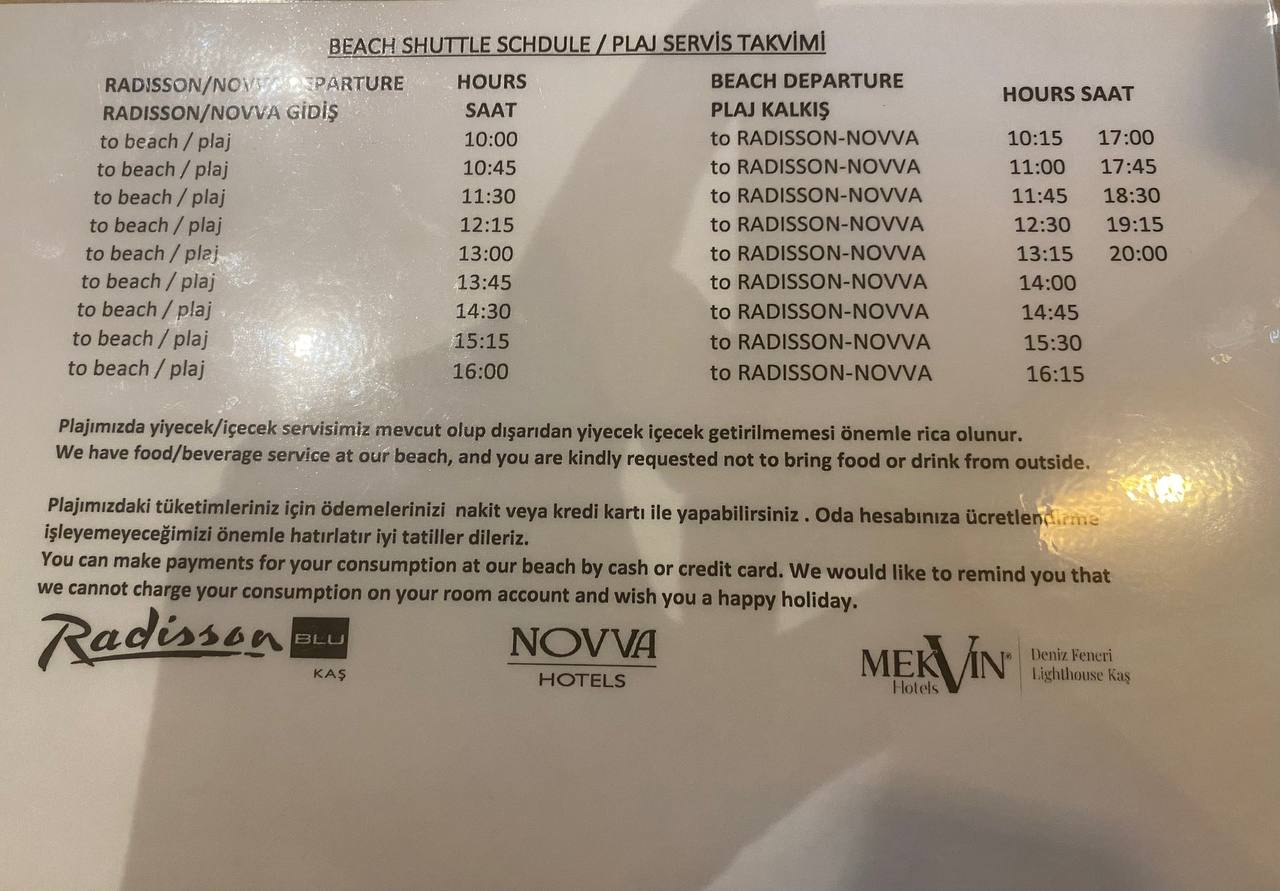 BEACH SHUTTLE SCHDULE / PLAJ SERVİS TAKVİMİ
RADISSON/NOVVA DEPARTURE HOURS BEACH DEPARTURE HOURS SAAT
RADISSON/NOVVA GİDİŞ SAAT PLAJ KALKIŞ
to beach / plaj 10:00 to RADISSON-NOVVA 10:15 17:00
to beach / plaj 10:45 to RADISSON-NOVVA 11:00 17:45
to beach / plaj 11:30 to RADISSON-NOVVA 11:45 18:30
to beach / plaj 12:15 to RADISSON-NOVVA 12:30 19:15
to beach / plaj 13:00 to RADISSON-NOVVA 13:15 20:00
to beach / plaj 13:45 to RADISSON-NOVVA 14:00
to beach / plaj 14:30 to RADISSON-NOVVA 14:45
to beach / plaj 15:15 to RADISSON-NOVVA 15:30
to beach / plaj 16:00 to RADISSON-NOVVA 16:15
Plajımızda yiyecek/içecek servisimiz mevcut olup dışarıdan yiyecek içecek getirilmemesi önemle rica olunur.
We have food/beverage service at our beach, and you are kindly requested not to bring food or drink from outside.
Plajımızdaki tüketimleriniz için ödemelerinizi nakit veya kredi kartı ile yapabilirsiniz . Oda hesabınıza ücretlendirme
işleyemeyeceğimizi önemle hatırlatır iyi tatiller dileriz.
You can make payments for your consumption at our beach by cash or credit card. We would like to remind you that
we cannot charge your consumption on your room account and wish you a happy holiday.
Radisson BLU
KAŞ
NOVVA
HOTELS
MEKVIN®
Hotels
Deniz Feneri
Lighthouse Kaş